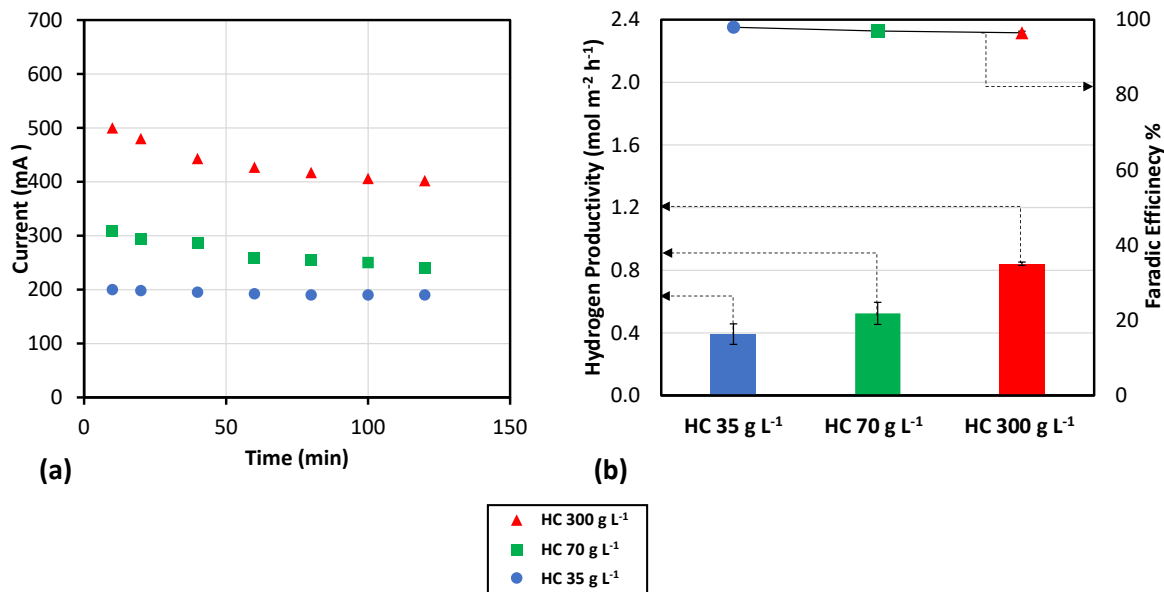 700
600
500
400
300
200
100
0
Current (mA )
0 50 100 150
Time (min)
(a)
2.4
2.0
1.6
1.2
0.8
0.4
0.0
Hydrogen Productivity (mol m⁻² h⁻¹)
100
80
60
40
20
0
Faradic Efficinecy %
HC 35 g L⁻¹ HC 70 g L⁻¹ HC 300 g L⁻¹
(b)
HC 300 g L⁻¹
HC 70 g L⁻¹
HC 35 g L⁻¹